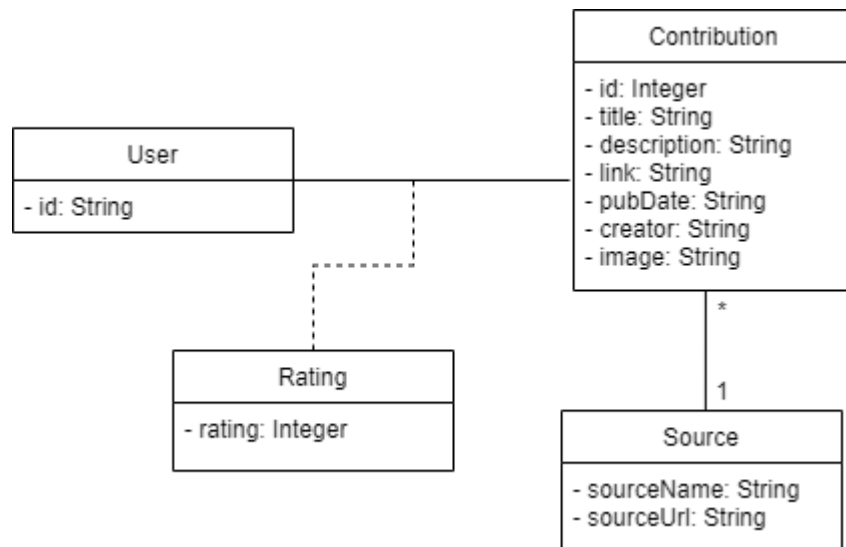 Contribution
- id: Integer
- title: String
- description: String
- link: String
- pubDate: String
- creator: String
- image: String
User
- id: String
*
1
Rating
- rating: Integer
Source
- sourceName: String
- sourceUrl: String